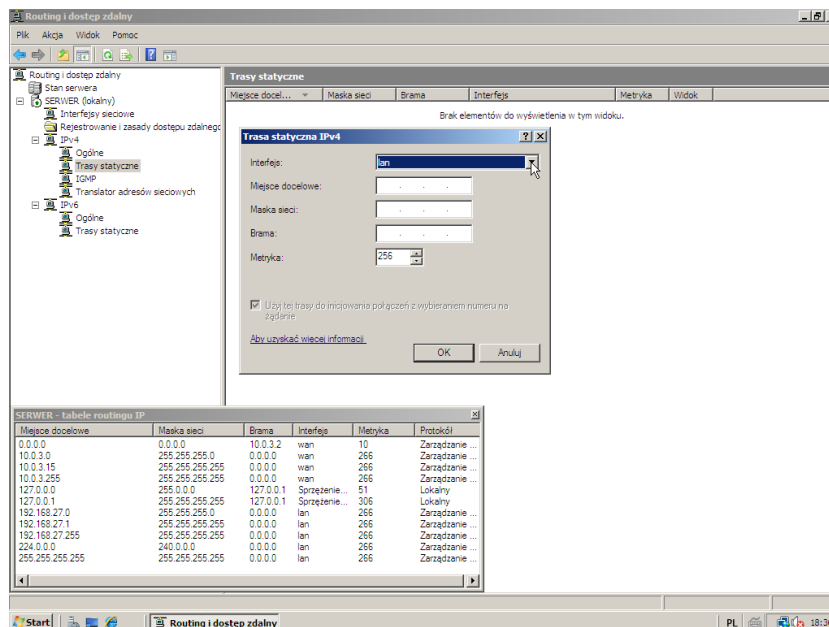 Routing i dostęp zdalny
Plik Akcja Widok Pomoc
Routing i dostęp zdalny
Stan serwera
SERWER (lokalny)
Interfejsy sieciowe
Rejestrowanie i zasady dostępu zdalnego
IPv4
Ogólne
Trasy statyczne
IGMP
Translator adresów sieciowych
IPv6
Ogólne
Trasy statyczne
Trasy statyczne
Miejsce docel... Maska sieci Brama Interfejs Metryka Widok
Brak elementów do wyświetlenia w tym widoku.
Trasa statyczna IPv4
Interfejs: lan
Miejsce docelowe: . . .
Maska sieci: . . .
Brama: . . .
Metryka: 256
Użyj tej trasy do inicjowania połączeń z wybieraniem numeru na
żądanie
Aby uzyskać więcej informacji
OK Anuluj
SERWER - tabele routingu IP
Miejsce docelowe Maska sieci Brama Interfejs Metryka Protokół
0.0.0.0 0.0.0.0 10.0.3.2 wan 10 Zarządzanie ...
10.0.3.0 255.255.255.0 0.0.0.0 wan 266 Zarządzanie ...
10.0.3.15 255.255.255.255 0.0.0.0 wan 266 Zarządzanie ...
10.0.3.255 255.255.255.255 0.0.0.0 wan 266 Zarządzanie ...
127.0.0.0 255.0.0.0 127.0.0.1 Sprzężenie... 51 Lokalny
127.0.0.1 255.255.255.255 127.0.0.1 Sprzężenie... 306 Lokalny
192.168.27.0 255.255.255.0 0.0.0.0 lan 266 Zarządzanie ...
192.168.27.1 255.255.255.255 0.0.0.0 lan 266 Zarządzanie ...
192.168.27.255 255.255.255.255 0.0.0.0 lan 266 Zarządzanie ...
224.0.0.0 240.0.0.0 0.0.0.0 lan 266 Zarządzanie ...
255.255.255.255 255.255.255.255 0.0.0.0 lan 266 Zarządzanie ...
Start Routing i dostęp zdalny PL